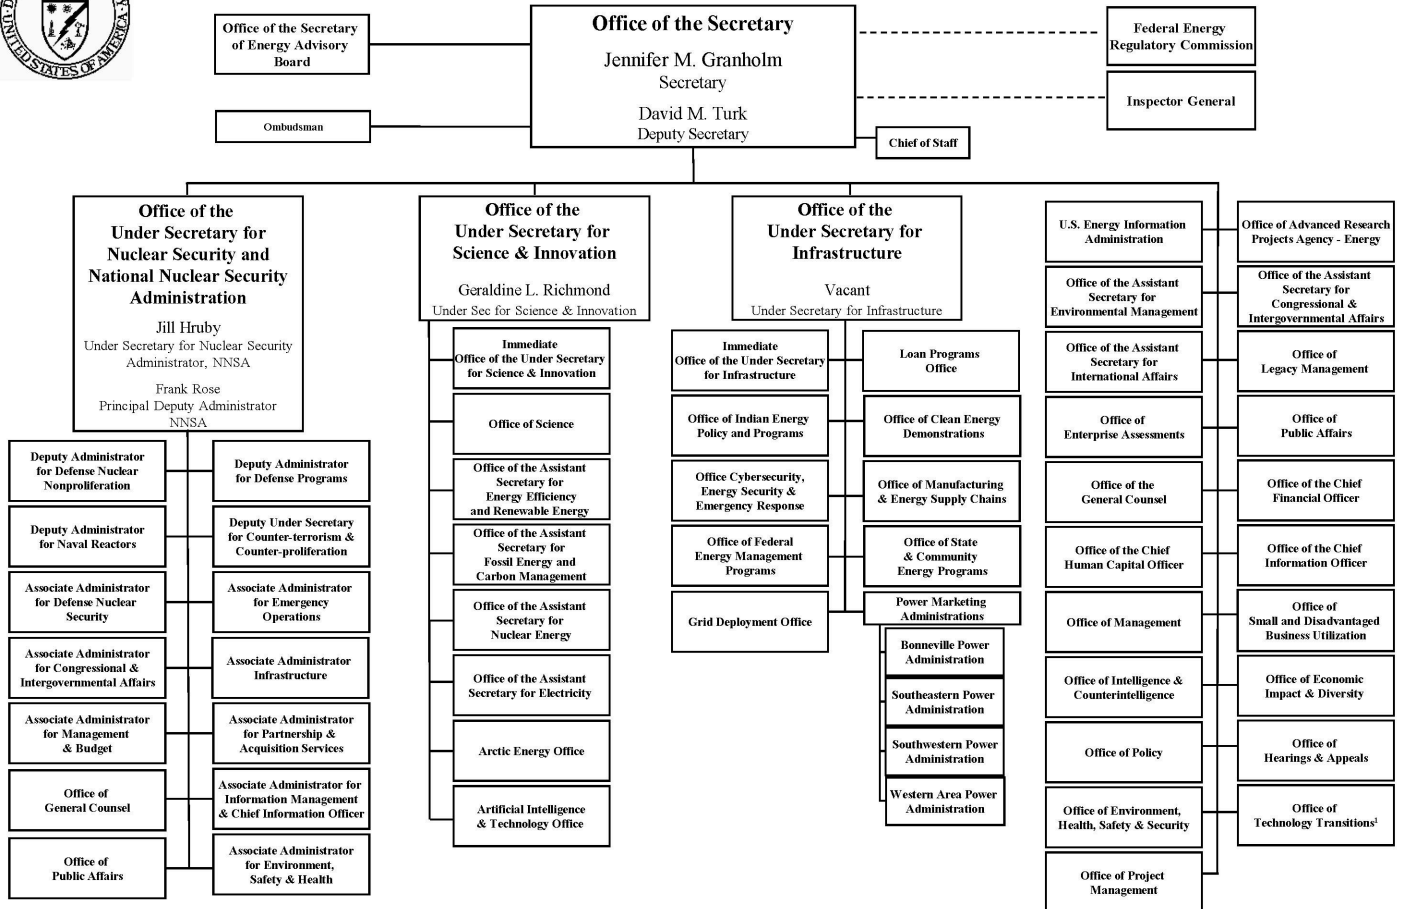 UNITED STATES OF AMERICA
Office of the Secretary
of Energy Advisory
Board
Ombudsman
Office of the Secretary
Jennifer M. Granholm
Secretary
David M. Turk
Deputy Secretary
Federal Energy
Regulatory Commission
Inspector General
Chief of Staff
Office of the
Under Secretary for
Nuclear Security and
National Nuclear Security
Administration
Jill Hruby
Under Secretary for Nuclear Security
Administrator, NNSA
Frank Rose
Principal Deputy Administrator
NNSA
Deputy Administrator
for Defense Nuclear
Nonproliferation
Deputy Administrator
for Defense Programs
Deputy Administrator
for Naval Reactors
Deputy Under Secretary
for Counter-terrorism &
Counter-proliferation
Associate Administrator
for Defense Nuclear
Security
Associate Administrator
for Emergency
Operations
Associate Administrator
for Congressional &
Intergovernmental Affairs
Associate Administrator
Infrastructure
Associate Administrator
for Management
& Budget
Associate Administrator
for Partnership &
Acquisition Services
Office of
General Counsel
Associate Administrator for
Information Management
& Chief Information Officer
Office of
Public Affairs
Associate Administrator
for Environment,
Safety & Health
Office of the
Under Secretary for
Science & Innovation
Geraldine L. Richmond
Under Sec for Science & Innovation
Immediate
Office of the Under Secretary
for Science & Innovation
Office of Science
Office of the Assistant
Secretary for
Energy Efficiency
and Renewable Energy
Office of the Assistant
Secretary for
Fossil Energy and
Carbon Management
Office of the Assistant
Secretary for
Nuclear Energy
Office of the Assistant
Secretary for Electricity
Arctic Energy Office
Artificial Intelligence
& Technology Office
Office of the
Under Secretary for
Infrastructure
Vacant
Under Secretary for Infrastructure
Immediate
Office of the Under Secretary
for Infrastructure
Loan Programs
Office
Office of Indian Energy
Policy and Programs
Office of Clean Energy
Demonstrations
Office Cybersecurity,
Energy Security &
Emergency Response
Office of Manufacturing
& Energy Supply Chains
Office of Federal
Energy Management
Programs
Office of State
& Community
Energy Programs
Grid Deployment Office
Power Marketing
Administrations
Bonneville Power
Administration
Southeastern Power
Administration
Southwestern Power
Administration
Western Area Power
Administration
U.S. Energy Information
Administration
Office of Advanced Research
Projects Agency - Energy
Office of the Assistant
Secretary for
Environmental Management
Office of the Assistant
Secretary for
Congressional &
Intergovernmental Affairs
Office of the Assistant
Secretary for
International Affairs
Office of
Legacy Management
Office of
Enterprise Assessments
Office of
Public Affairs
Office of the
General Counsel
Office of the Chief
Financial Officer
Office of the Chief
Human Capital Officer
Office of the Chief
Information Officer
Office of Management
Office of
Small and Disadvantaged
Business Utilization
Office of Intelligence &
Counterintelligence
Office of Economic
Impact & Diversity
Office of Policy
Office of
Hearings & Appeals
Office of Environment,
Health, Safety & Security
Office of
Technology Transitions¹
Office of Project
Management